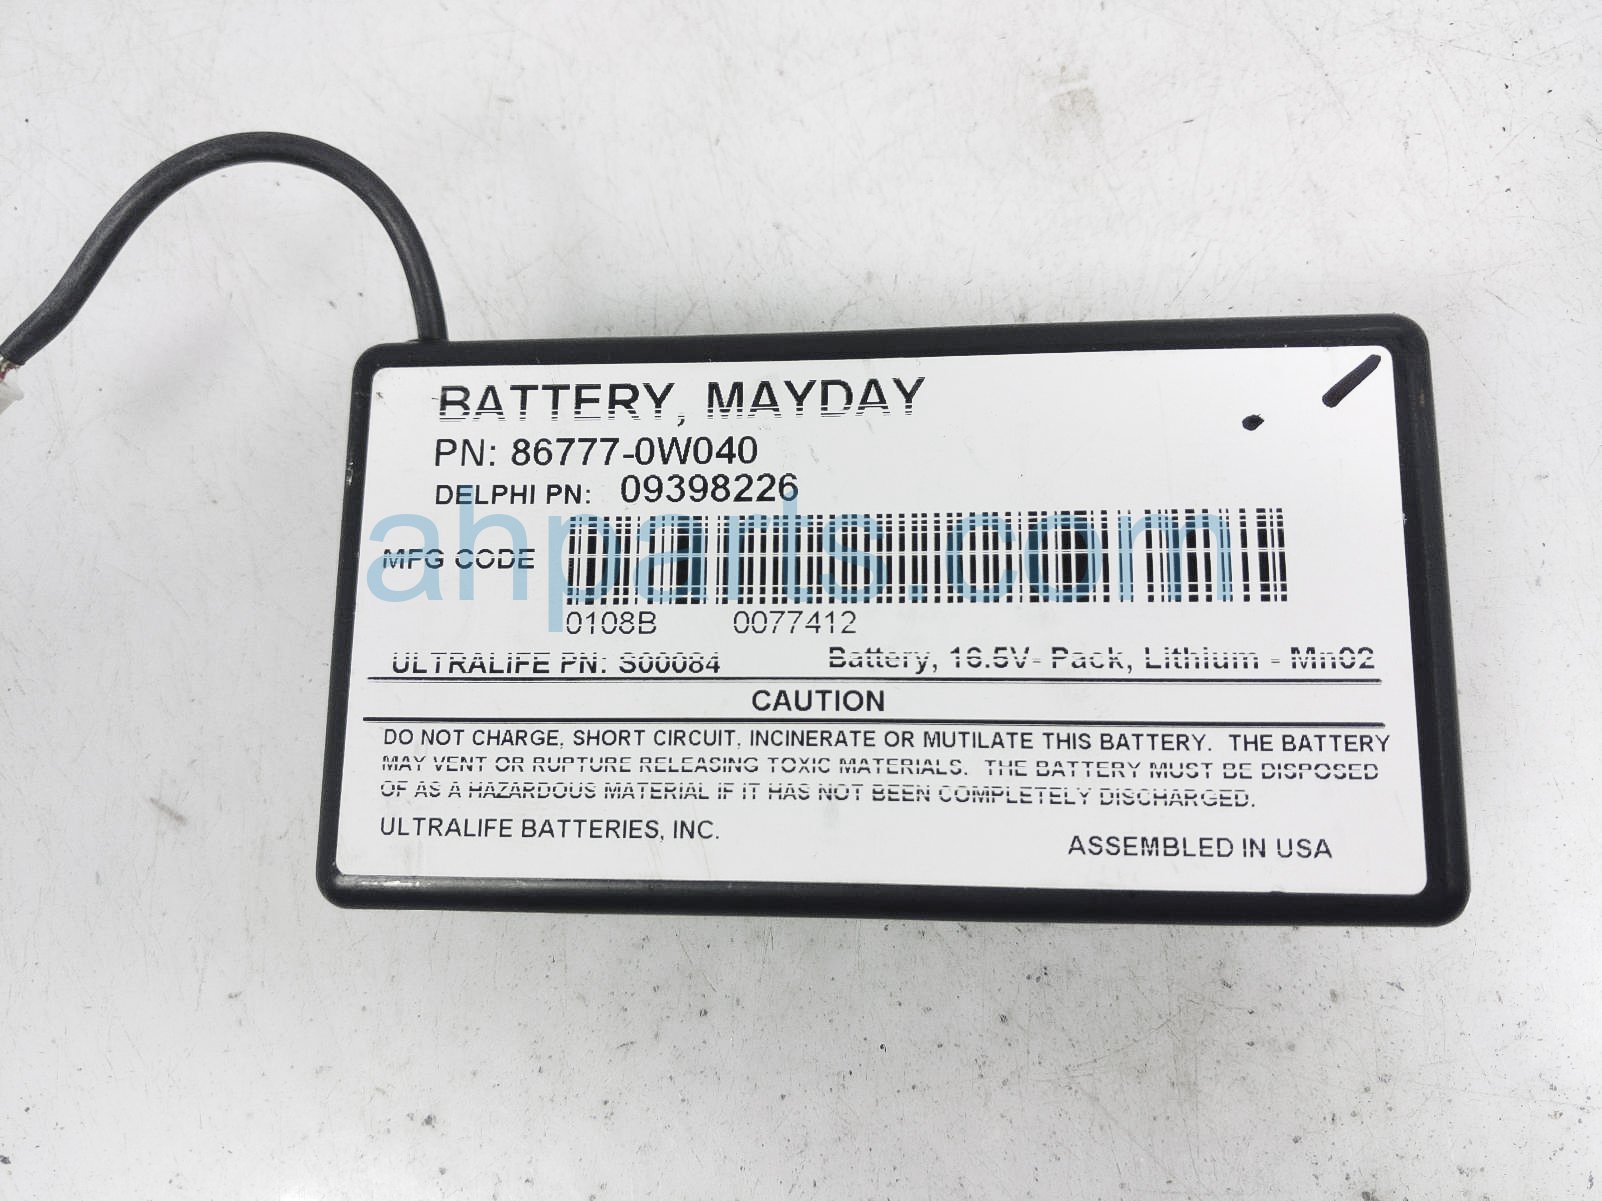 BATTERY, MAYDAY
PN: 86777-0W040
DELPHI PN: 09398226
ahparts.com
MFG CODE
0108B 0077412
ULTRALIFE PN: S00084 Battery, 16.5V- Pack, Lithium - Mn02
CAUTION
DO NOT CHARGE, SHORT CIRCUIT, INCINERATE OR MUTILATE THIS BATTERY. THE BATTERY
MAY VENT OR RUPTURE RELEASING TOXIC MATERIALS. THE BATTERY MUST BE DISPOSED
OF AS A HAZARDOUS MATERIAL IF IT HAS NOT BEEN COMPLETELY DISCHARGED.
ULTRALIFE BATTERIES, INC.
ASSEMBLED IN USA